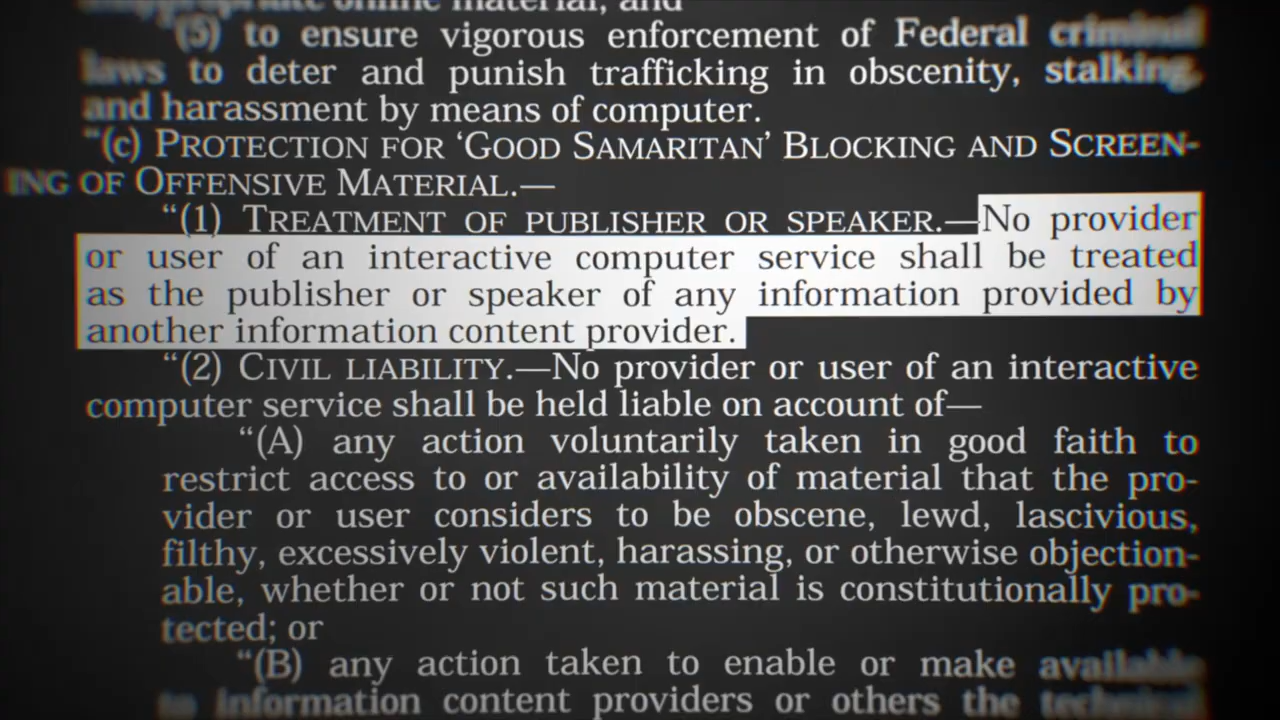 inappropriate online material; and
“(5) to ensure vigorous enforcement of Federal criminal
laws to deter and punish trafficking in obscenity, stalking,
and harassment by means of computer.
“(c) PROTECTION FOR ‘GOOD SAMARITAN’ BLOCKING AND SCREEN-
ING OF OFFENSIVE MATERIAL.—
“(1) TREATMENT OF PUBLISHER OR SPEAKER.—No provider
or user of an interactive computer service shall be treated
as the publisher or speaker of any information provided by
another information content provider.
“(2) CIVIL LIABILITY.—No provider or user of an interactive
computer service shall be held liable on account of—
“(A) any action voluntarily taken in good faith to
restrict access to or availability of material that the pro-
vider or user considers to be obscene, lewd, lascivious,
filthy, excessively violent, harassing, or otherwise objection-
able, whether or not such material is constitutionally pro-
tected; or
“(B) any action taken to enable or make available
to information content providers or others the technical